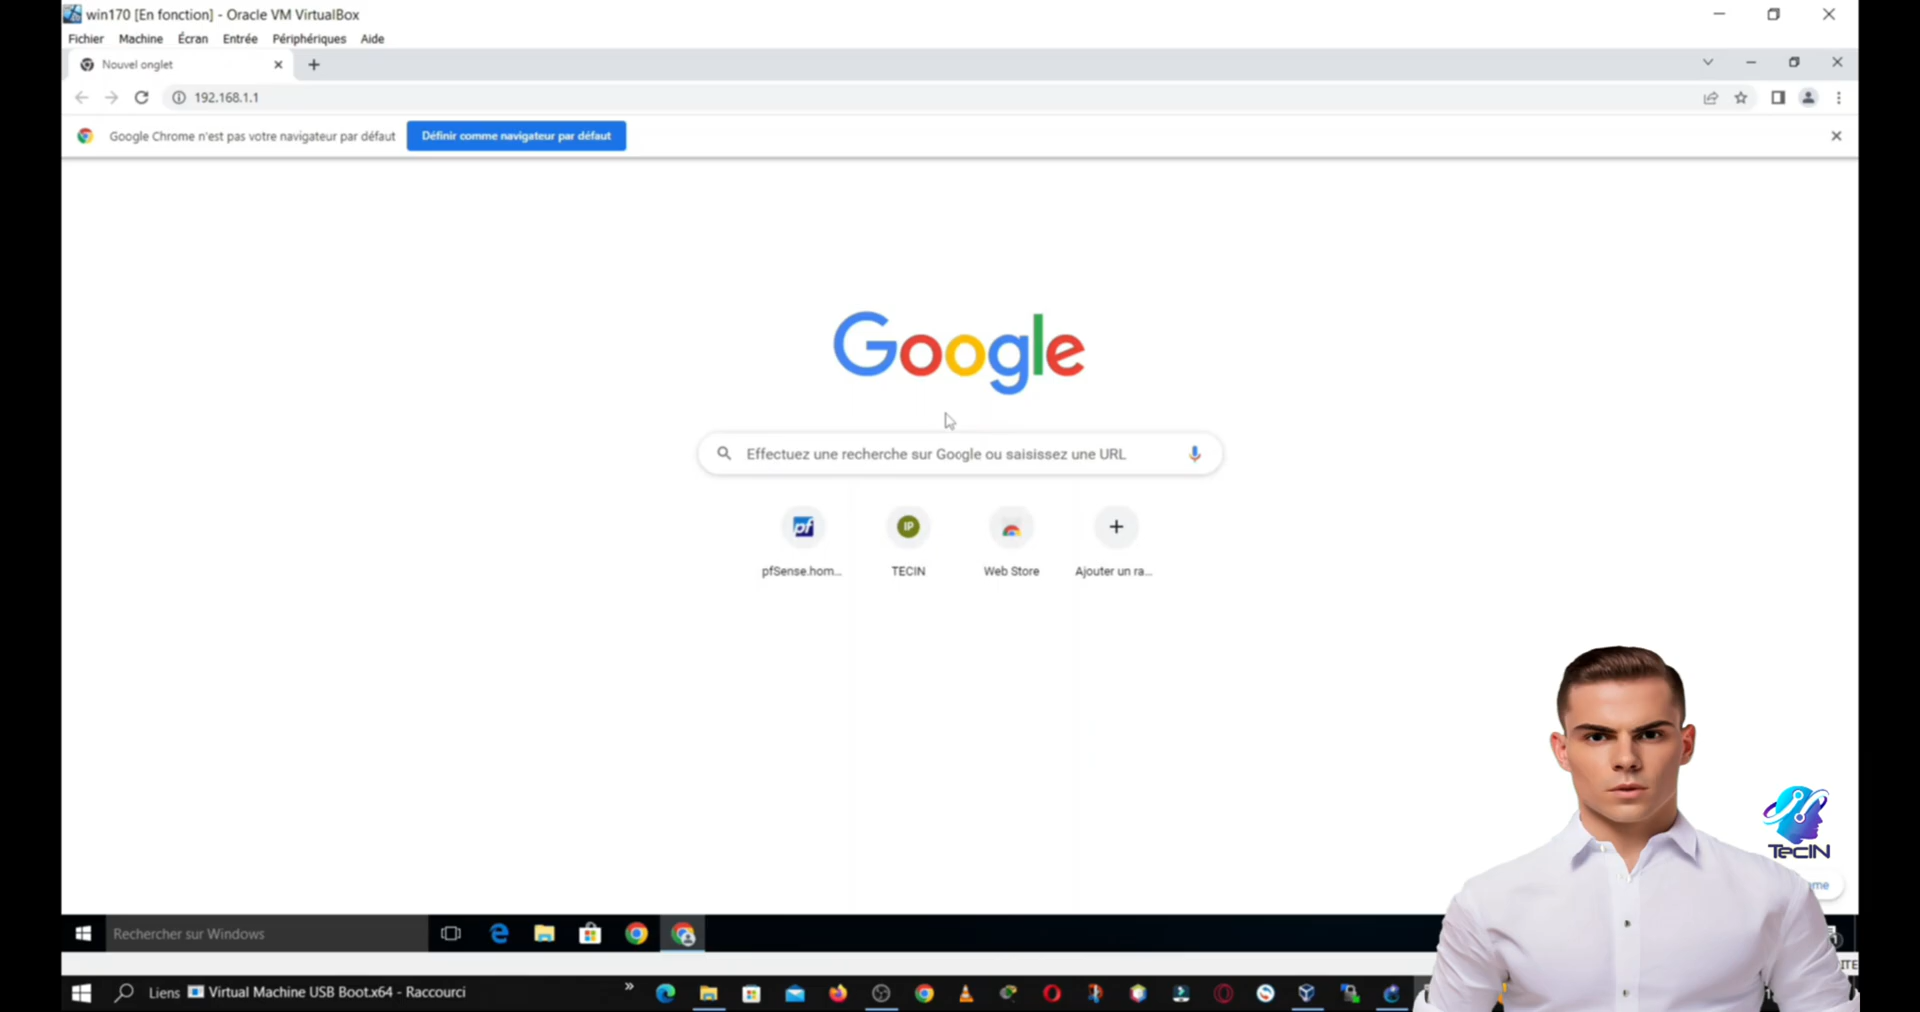 win170 [En fonction] - Oracle VM VirtualBox
Fichier Machine Écran Entrée Périphériques Aide
Nouvel onglet
192.168.1.1
Google Chrome n'est pas votre navigateur par défaut
Définir comme navigateur par défaut
Google
Effectuez une recherche sur Google ou saisissez une URL
pf
IP
pfSense.hom...
TECIN
Web Store
Ajouter un ra...
TecIN
Rechercher sur Windows
Liens
Virtual Machine USB Boot.x64 - Raccourci